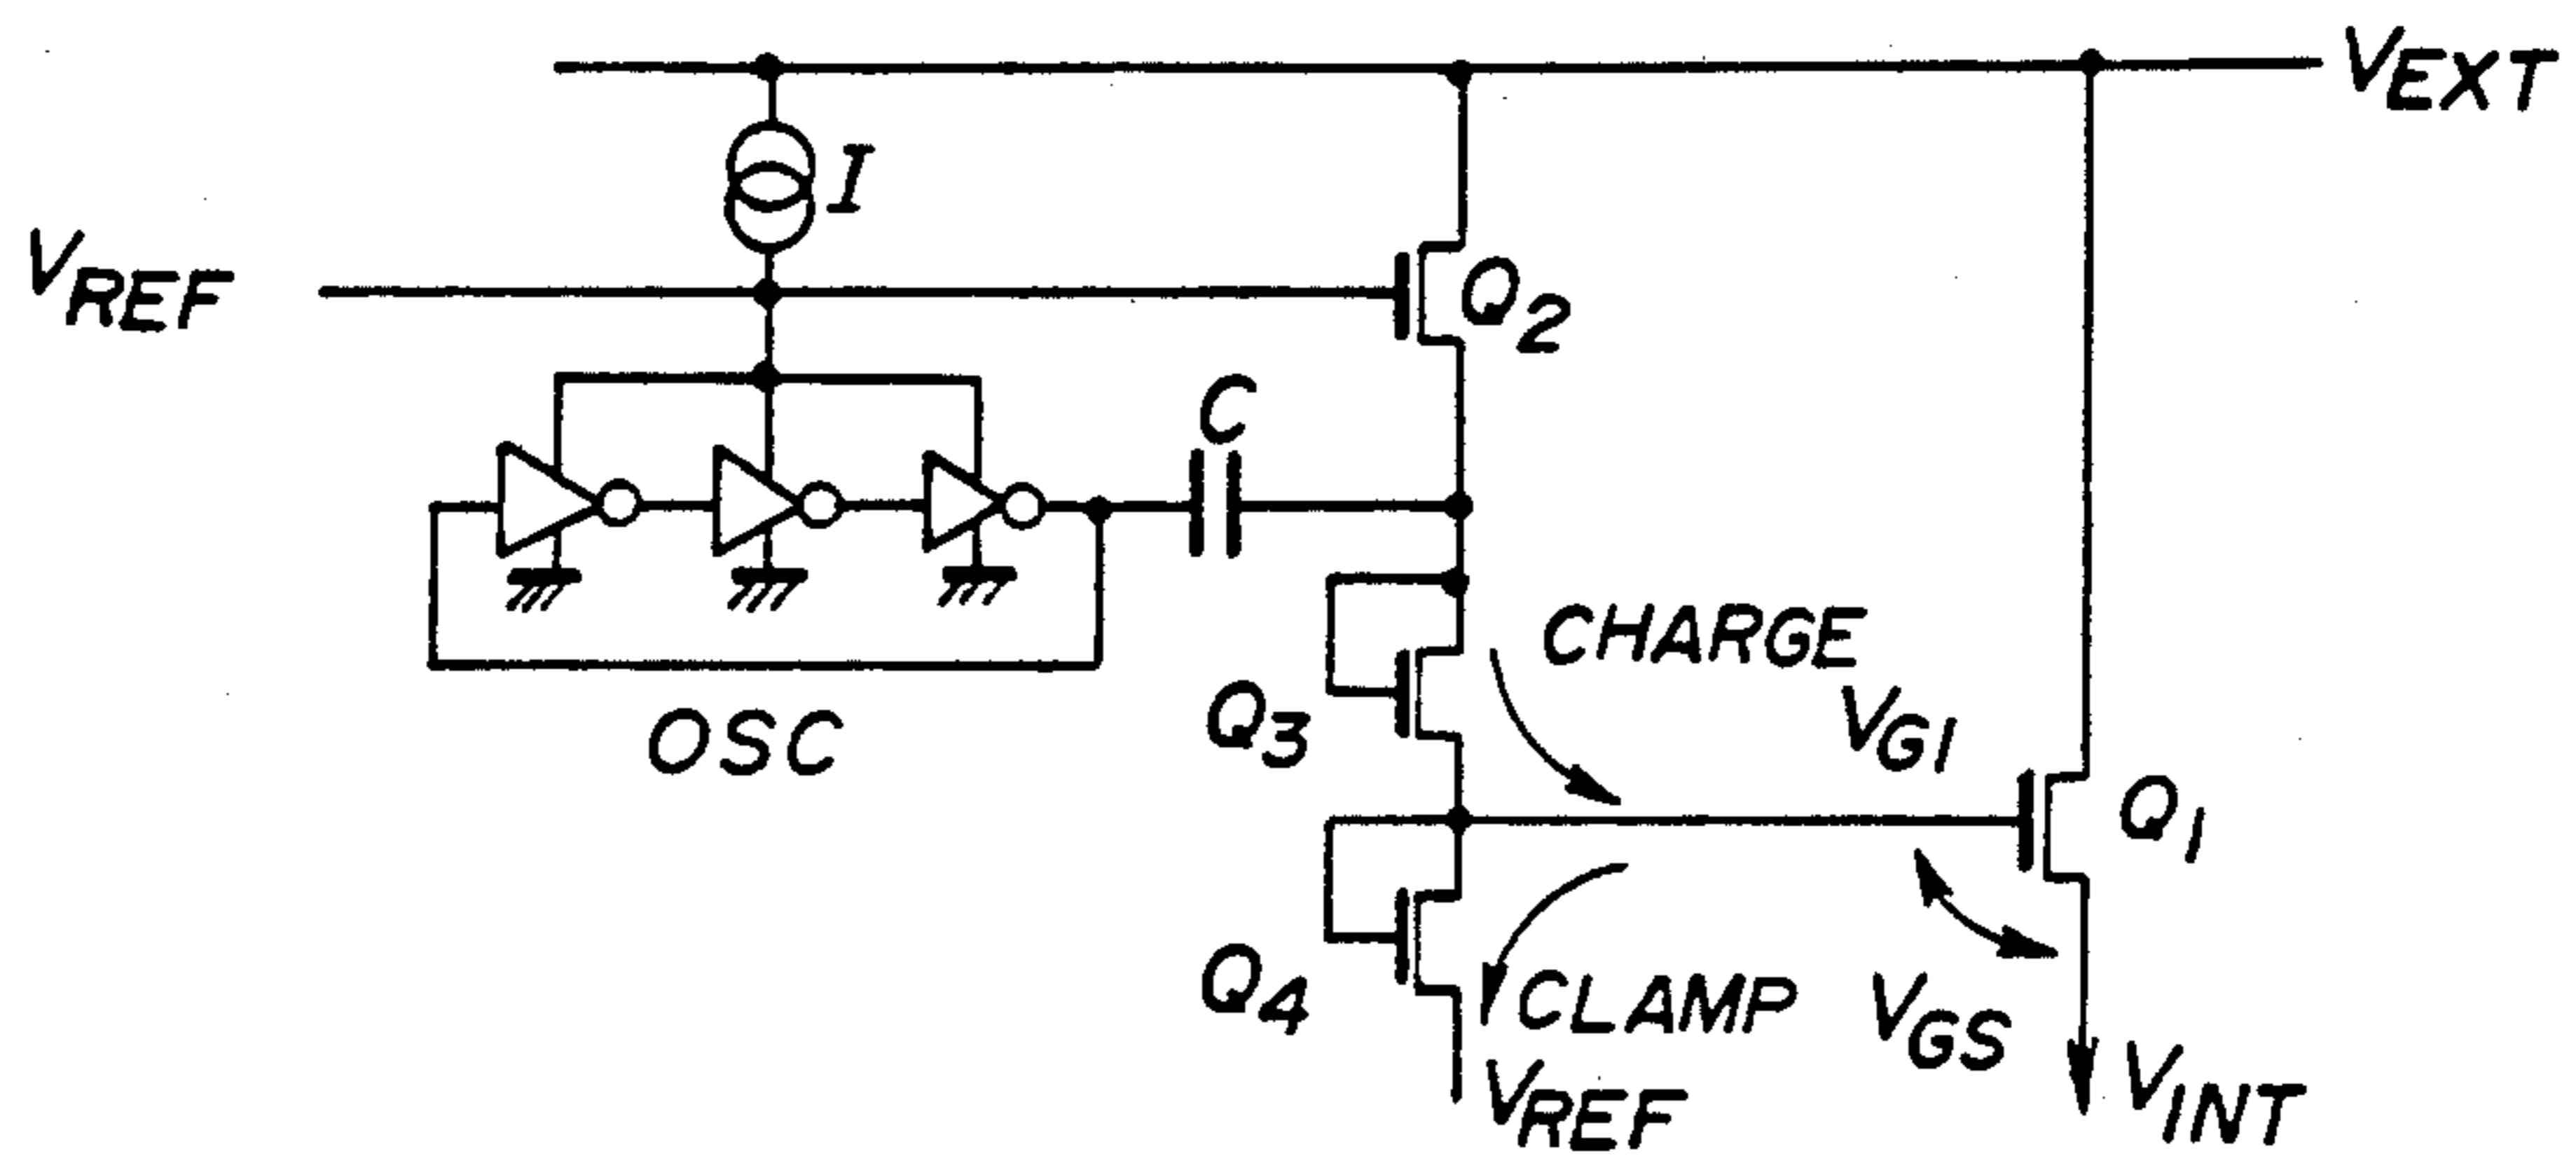 VEXT
I
VREF
Q2
C
CHARGE
VG1
Q3
OSC
Q1
Q4
CLAMP
VGS
VREF
VINT